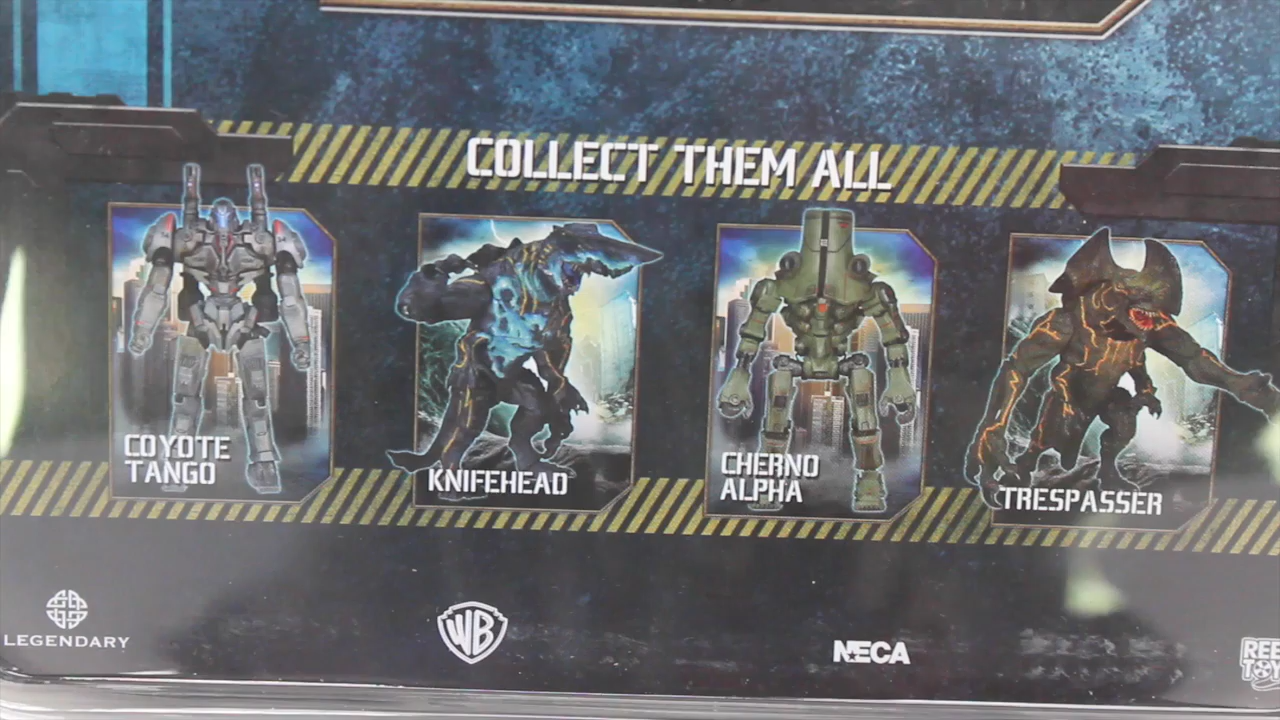 COLLECT THEM ALL
COYOTE
TANGO
KNIFEHEAD
CHERNO
ALPHA
TRESPASSER
LEGENDARY
WB
NECA